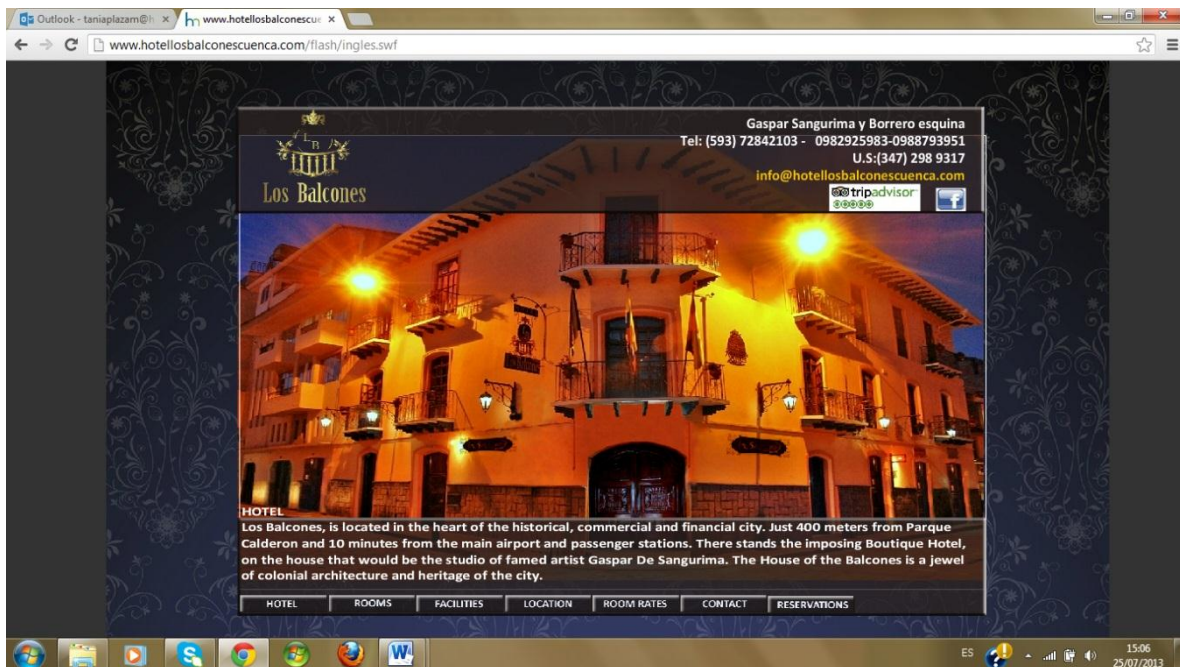 Outlook - taniaplazam@h
www.hotellosbalconescue
www.hotellosbalconescuenca.com/flash/ingles.swf
L B
Los Balcones
Gaspar Sangurima y Borrero esquina
Tel: (593) 72842103 - 0982925983-0988793951
U.S:(347) 298 9317
info@hotellosbalconescuenca.com
tripadvisor
HOTEL
Los Balcones, is located in the heart of the historical, commercial and financial city. Just 400 meters from Parque
Calderon and 10 minutes from the main airport and passenger stations. There stands the imposing Boutique Hotel,
on the house that would be the studio of famed artist Gaspar De Sangurima. The House of the Balcones is a jewel
of colonial architecture and heritage of the city.
HOTEL ROOMS FACILITIES LOCATION ROOM RATES CONTACT RESERVATIONS
ES
15:06
25/07/2013